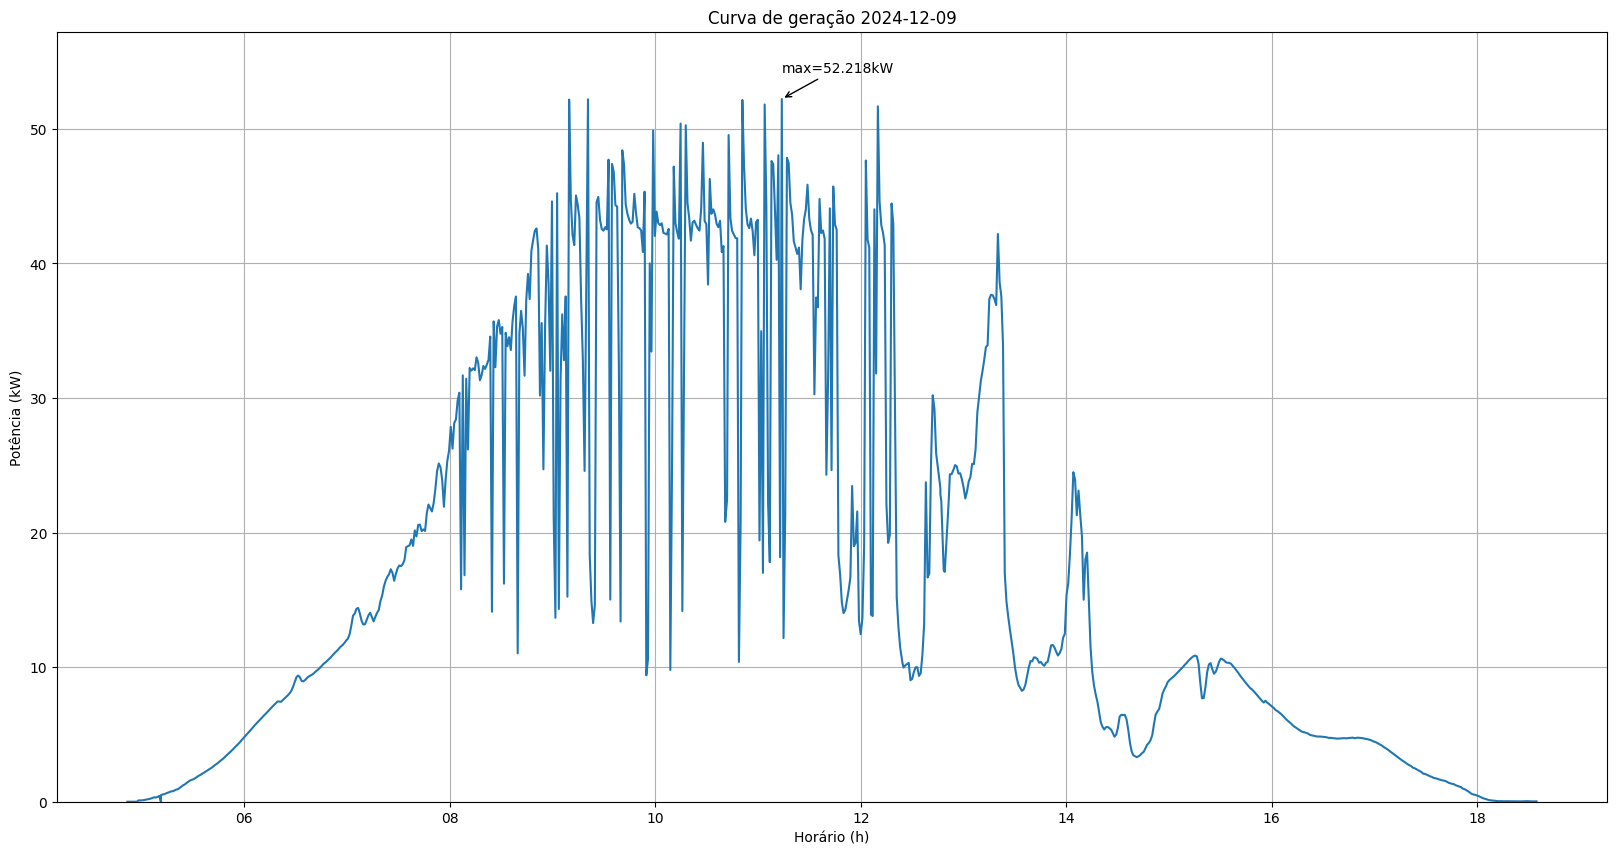 Curva de geração 2024-12-09
max=52.218kW
50
40
30
20
10
0
Potência (kW)
06 08 10 12 14 16 18
Horário (h)